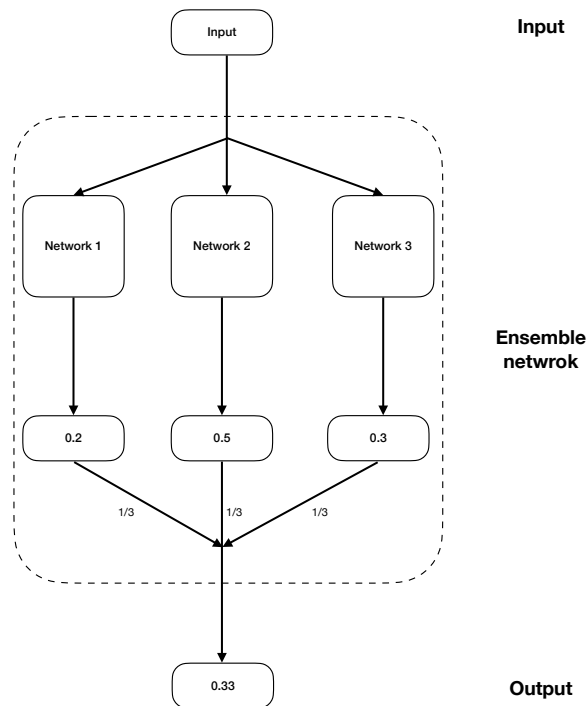 Input
Input
Network 1
Network 2
Network 3
Ensemble
netwrok
0.2
0.5
0.3
1/3
1/3
1/3
0.33
Output